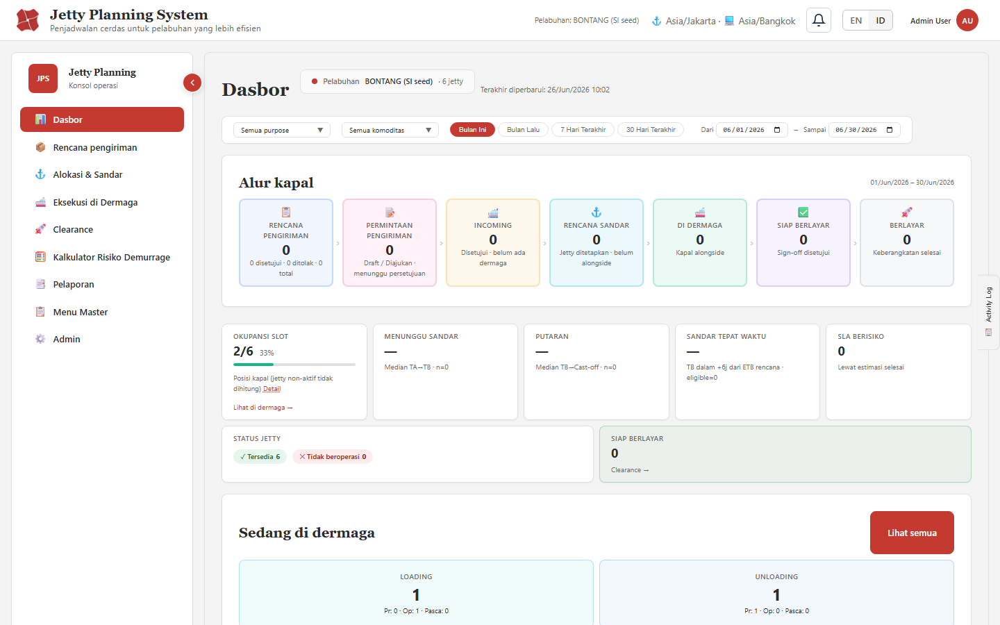 Jetty Planning System
Penjadwalan cerdas untuk pelabuhan yang lebih efisien
Pelabuhan: BONTANG (SI seed)
Asia/Jakarta · Asia/Bangkok
EN ID
Admin User
AU
JPS
Jetty Planning
Konsol operasi
Dasbor
Rencana pengiriman
Alokasi & Sandar
Eksekusi di Dermaga
Clearance
Kalkulator Risiko Demurrage
Pelaporan
Menu Master
Admin
Dasbor
Pelabuhan BONTANG (SI seed) · 6 jetty
Terakhir diperbarui: 26/Jun/2026 10:02
Semua purpose
Semua komoditas
Bulan Ini
Bulan Lalu
7 Hari Terakhir
30 Hari Terakhir
Dari 06/01/2026 – Sampai 06/30/2026
Alur kapal
01/Jun/2026 – 30/Jun/2026
RENCANA
PENGIRIMAN
0
0 disetujui · 0 ditolak · 0
total
›
PERMINTAAN
PENGIRIMAN
0
Draft / Diajukan ·
menunggu persetujuan
›
INCOMING
0
Disetujui · belum ada
dermaga
›
RENCANA SANDAR
0
Jetty ditetapkan · belum
alongside
›
DI DERMAGA
0
Kapal alongside
›
SIAP BERLAYAR
0
Sign-off disetujui
›
BERLAYAR
0
Keberangkatan selesai
Activity Log
OKUPANSI SLOT
2/6 33%
Posisi kapal (jetty non-aktif tidak
dihitung) Detail
Lihat di dermaga →
MENUNGGU SANDAR
—
Median TA→TB · n=0
PUTARAN
—
Median TB→Cast-off · n=0
SANDAR TEPAT WAKTU
—
TB dalam +6j dari ETB rencana ·
eligible=0
SLA BERISIKO
0
Lewat estimasi selesai
STATUS JETTY
✓ Tersedia 6
✕ Tidak beroperasi 0
SIAP BERLAYAR
0
Clearance →
Sedang di dermaga
Lihat semua
LOADING
1
Pr: 0 · Op: 1 · Pasca: 0
UNLOADING
1
Pr: 1 · Op: 0 · Pasca: 0